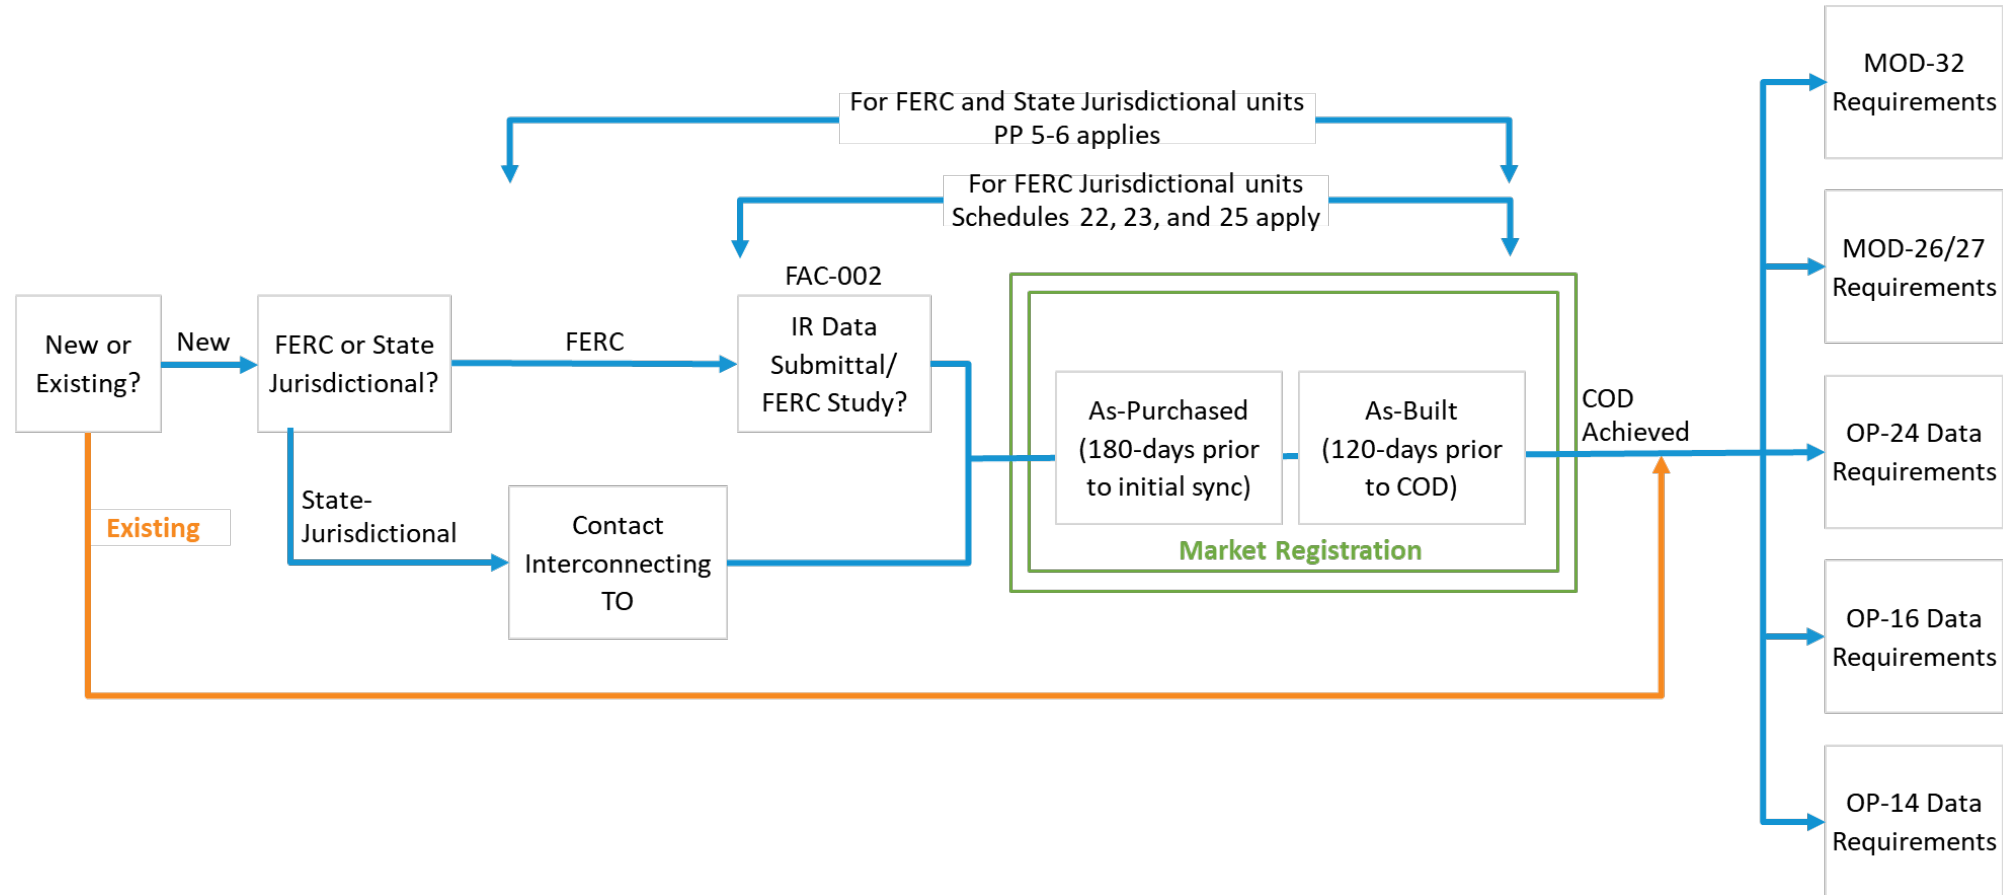 For FERC and State Jurisdictional units
PP 5-6 applies
For FERC Jurisdictional units
Schedules 22, 23, and 25 apply
New or
Existing?
New
Existing
FERC or State
Jurisdictional?
FERC
State-
Jurisdictional
FAC-002
IR Data
Submittal/
FERC Study?
Contact
Interconnecting
TO
As-Purchased
(180-days prior
to initial sync)
As-Built
(120-days prior
to COD)
Market Registration
COD
Achieved
MOD-32
Requirements
MOD-26/27
Requirements
OP-24 Data
Requirements
OP-16 Data
Requirements
OP-14 Data
Requirements